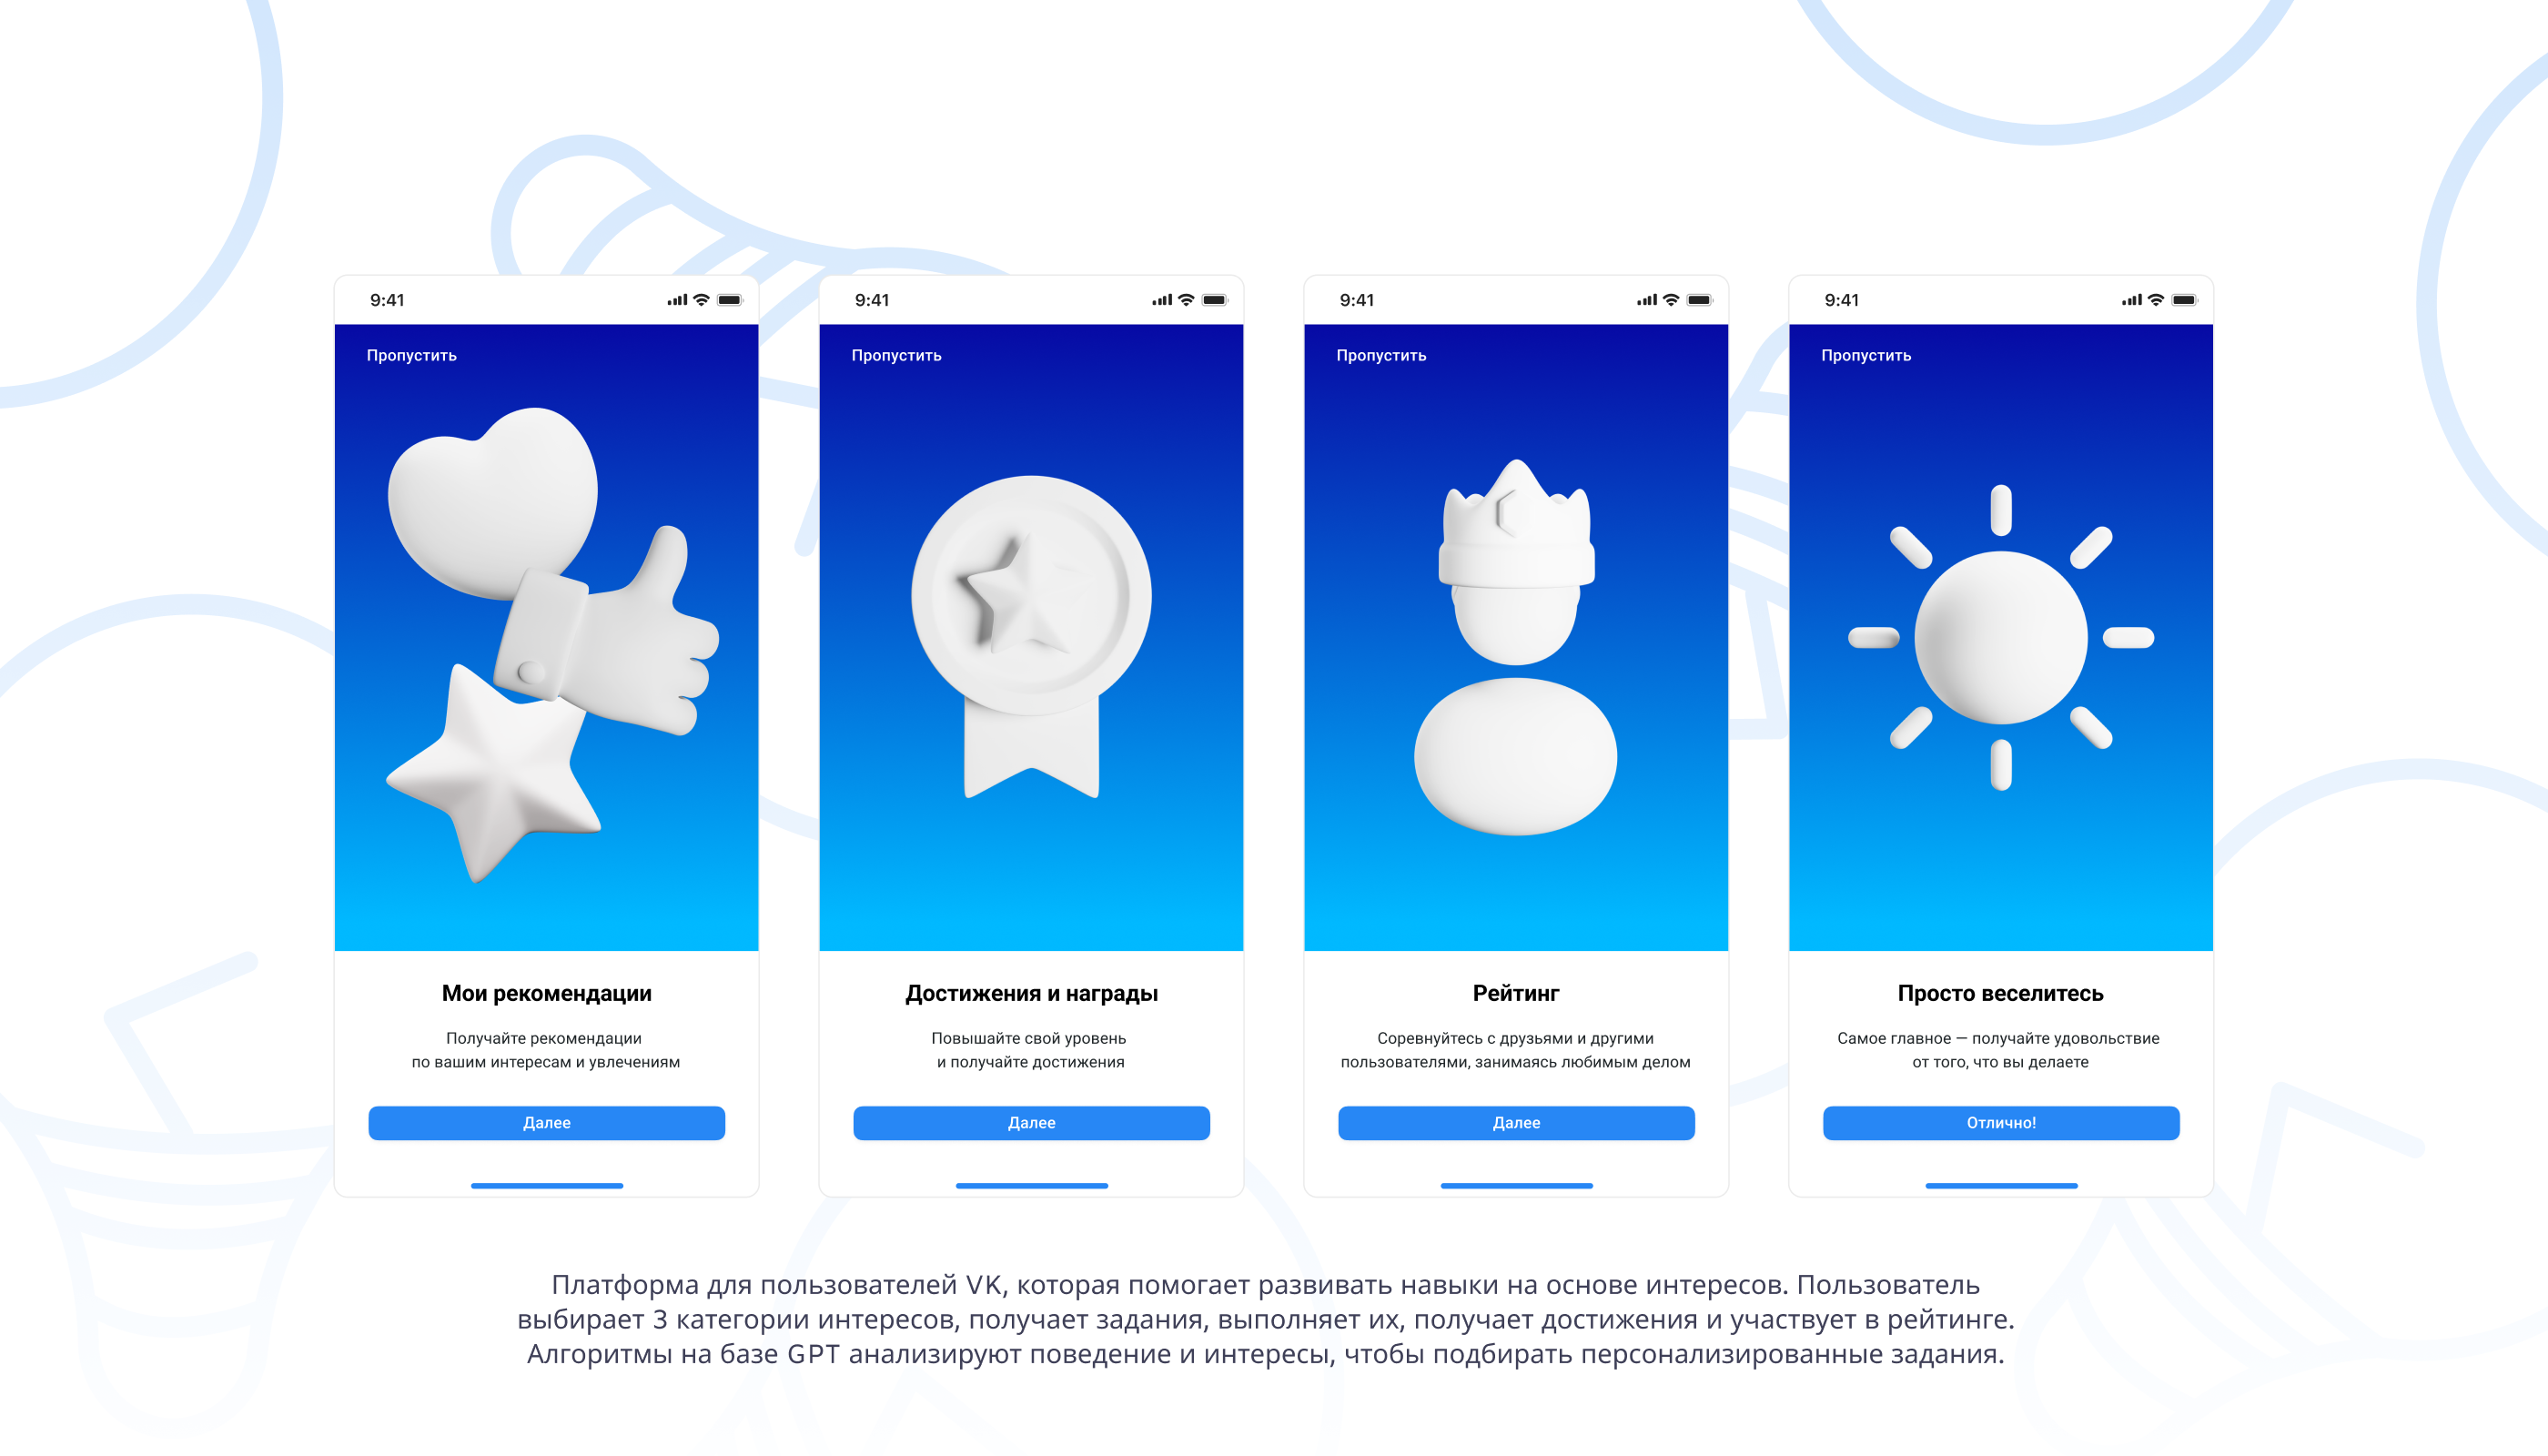 9:41
Пропустить
Мои рекомендации
Получайте рекомендации
по вашим интересам и увлечениям
Далее
9:41
Пропустить
Достижения и награды
Повышайте свой уровень
и получайте достижения
Далее
9:41
Пропустить
Рейтинг
Соревнуйтесь с друзьями и другими
пользователями, занимаясь любимым делом
Далее
9:41
Пропустить
Просто веселитесь
Самое главное — получайте удовольствие
от того, что вы делаете
Отлично!
Платформа для пользователей VK, которая помогает развивать навыки на основе интересов. Пользователь
выбирает 3 категории интересов, получает задания, выполняет их, получает достижения и участвует в рейтинге.
Алгоритмы на базе GPT анализируют поведение и интересы, чтобы подбирать персонализированные задания.